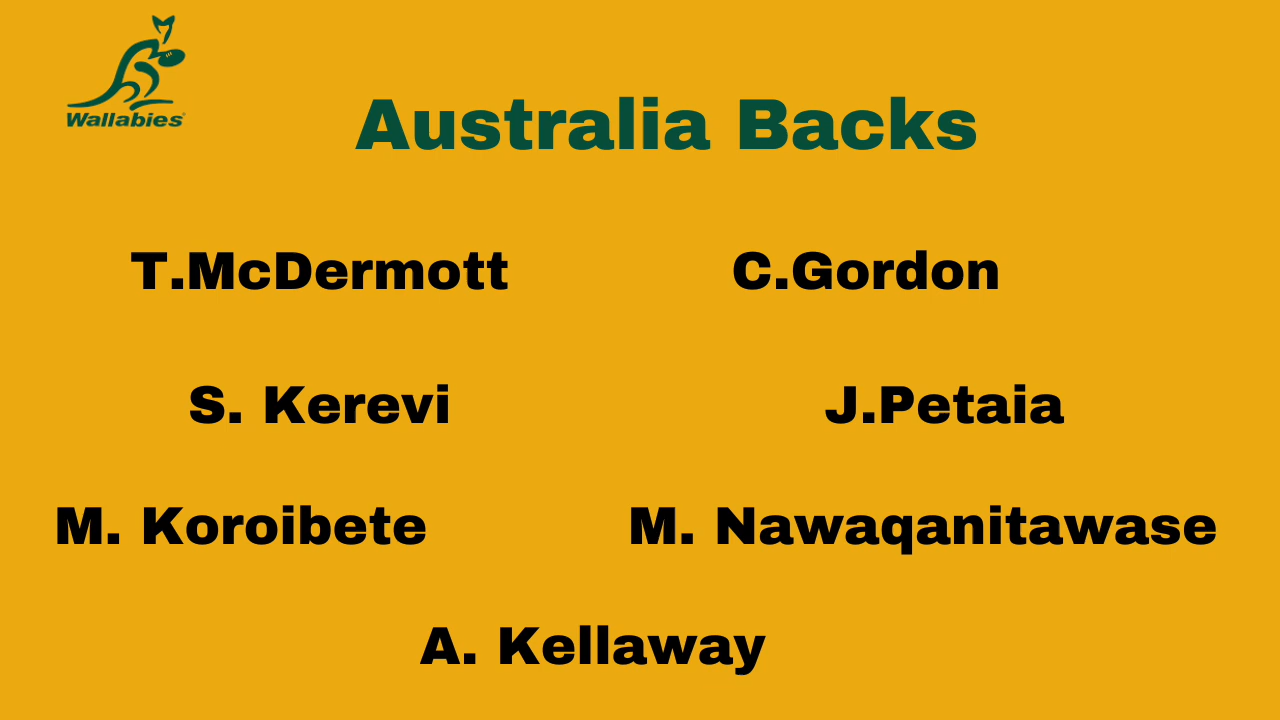 Wallabies
Australia Backs
T.McDermott C.Gordon
S. Kerevi J.Petaia
M. Koroibete M. Nawaqanitawase
A. Kellaway